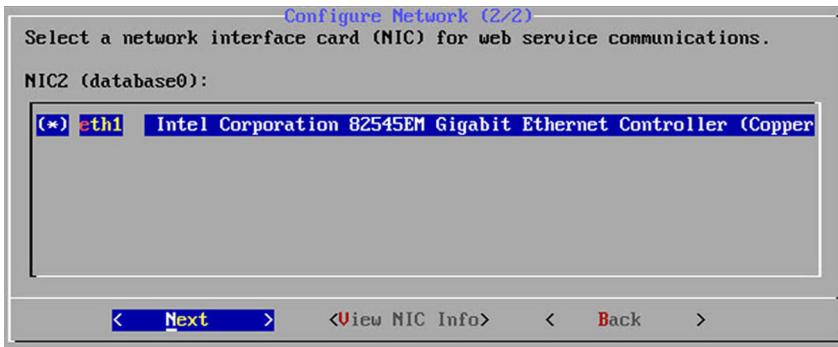 Configure Network (2/2)
Select a network interface card (NIC) for web service communications.
NIC2 (database0):
(*) eth1 Intel Corporation 82545EM Gigabit Ethernet Controller (Copper
< Next > <View NIC Info> < Back >